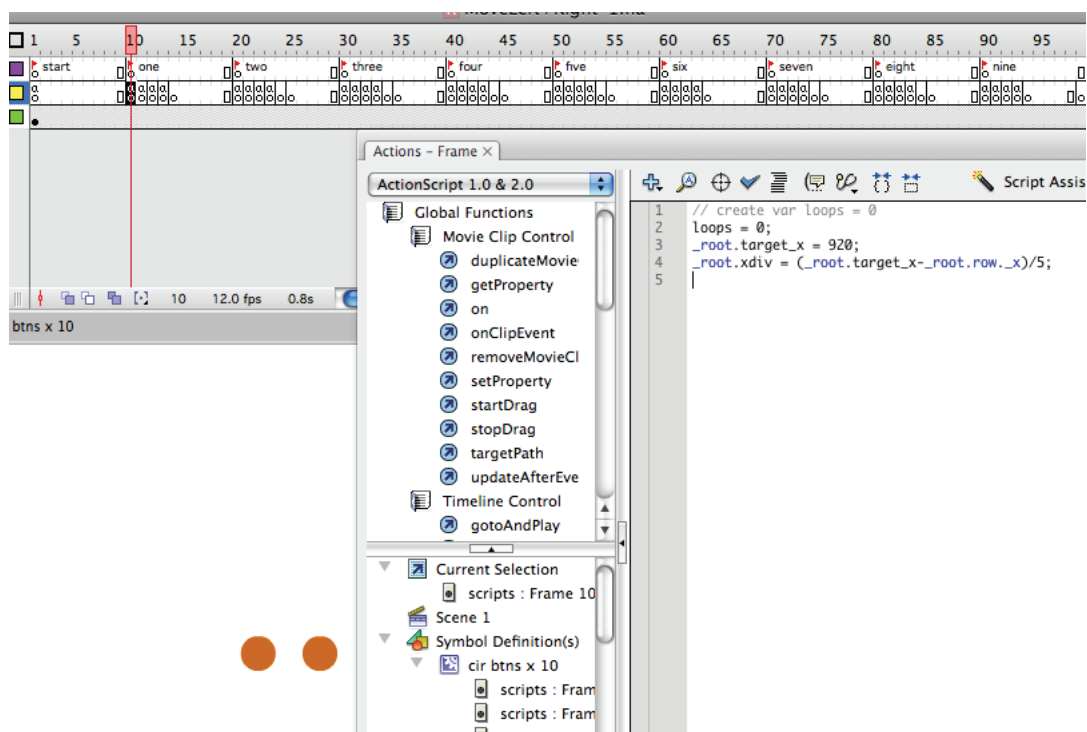 1 5 10 15 20 25 30 35 40 45 50 55 60 65 70 75 80 85 90 95
start one two three four five six seven eight nine
Actions – Frame ×
ActionScript 1.0 & 2.0
Script Assis
Global Functions
Movie Clip Control
duplicateMovie
getProperty
on
onClipEvent
removeMovieCl
setProperty
startDrag
stopDrag
targetPath
updateAfterEve
Timeline Control
gotoAndPlay
1 // create var loops = 0
2 loops = 0;
3 _root.target_x = 920;
4 _root.xdiv = (_root.target_x-_root.row._x)/5;
5
10 12.0 fps 0.8s
btns x 10
Current Selection
scripts : Frame 10
Scene 1
Symbol Definition(s)
cir btns x 10
scripts : Fram
scripts : Fram